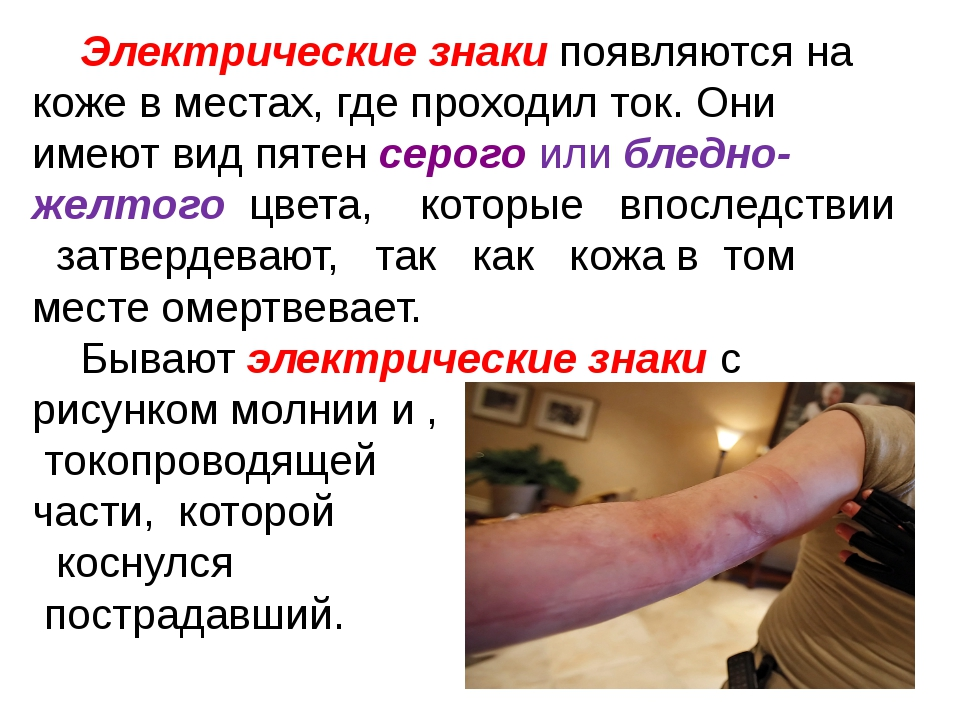 Электрические знаки появляются на
коже в местах, где проходил ток. Они
имеют вид пятен серого или бледно-
желтого цвета, которые впоследствии
затвердевают, так как кожа в том
месте омертвевает.
Бывают электрические знаки с
рисунком молнии и ,
токопроводящей
части, которой
коснулся
пострадавший.